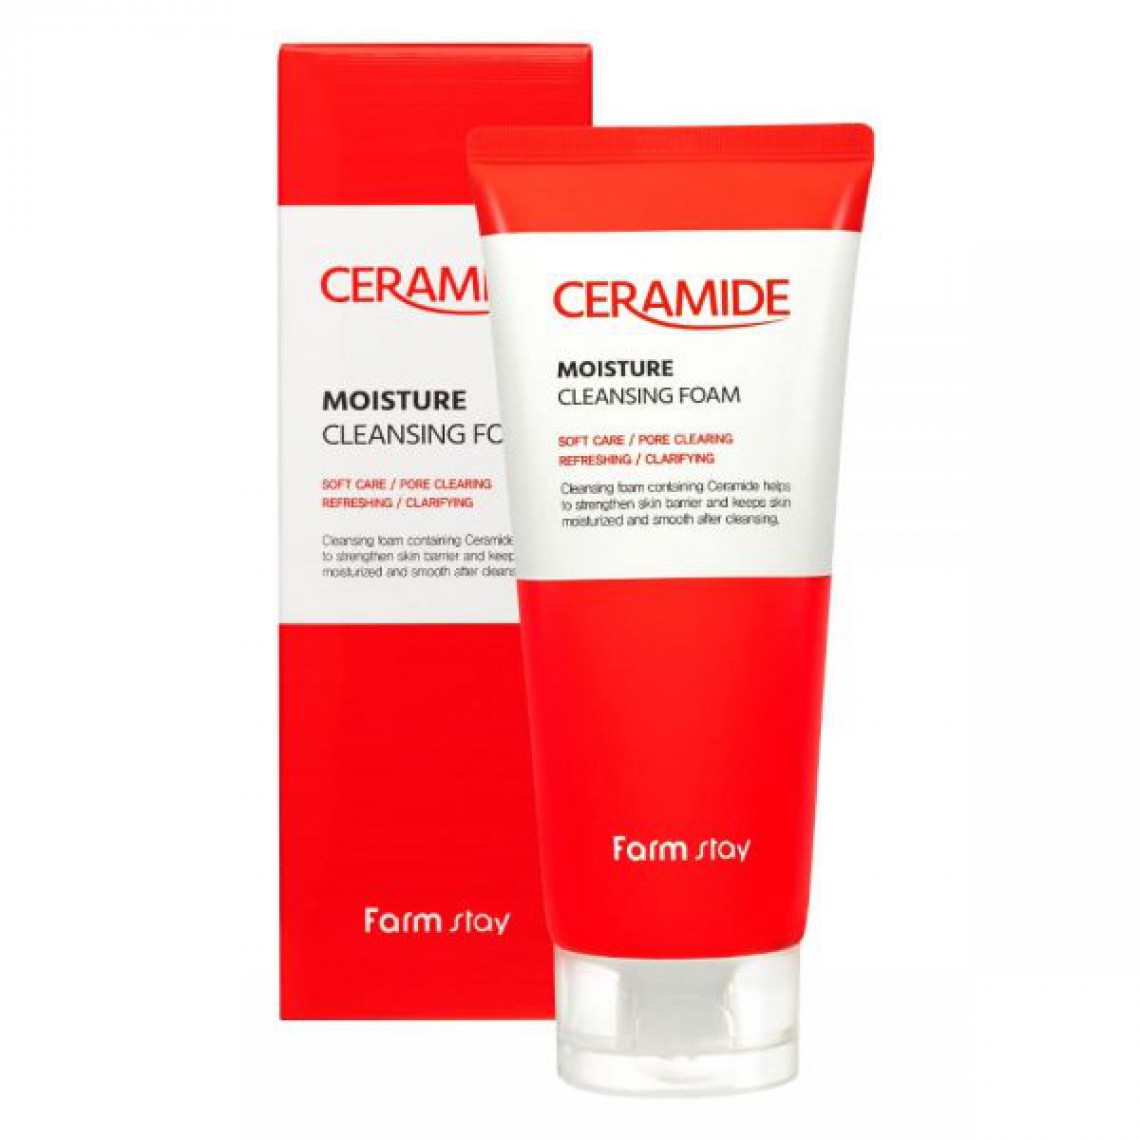 CERAMI
MOISTURE
CLEANSING FO
SOFT CARE / PORE CLEARING
REFRESHING / CLARIFYING
Cleansing foam containing Ceramide
to strengthen skin barrier and keep
moisturized and smooth after cleans
Farm stay
CERAMIDE
MOISTURE
CLEANSING FOAM
SOFT CARE / PORE CLEARING
REFRESHING / CLARIFYING
Cleansing foam containing Ceramide helps
to strengthen skin barrier and keeps skin
moisturized and smooth after cleansing.
Farm stay